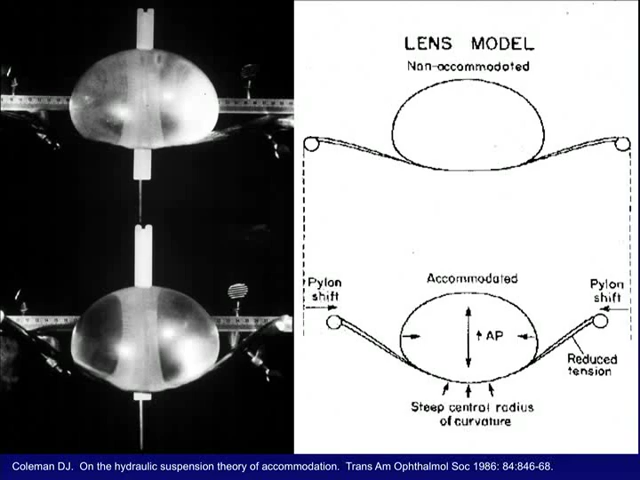 LENS MODEL
Non-accommodated
Accommodated
Pylon
shift
Pylon
shift
↑ AP
Reduced
tension
Steep central radius
of curvature
Coleman DJ.  On the hydraulic suspension theory of accommodation.  Trans Am Ophthalmol Soc 1986: 84:846-68.